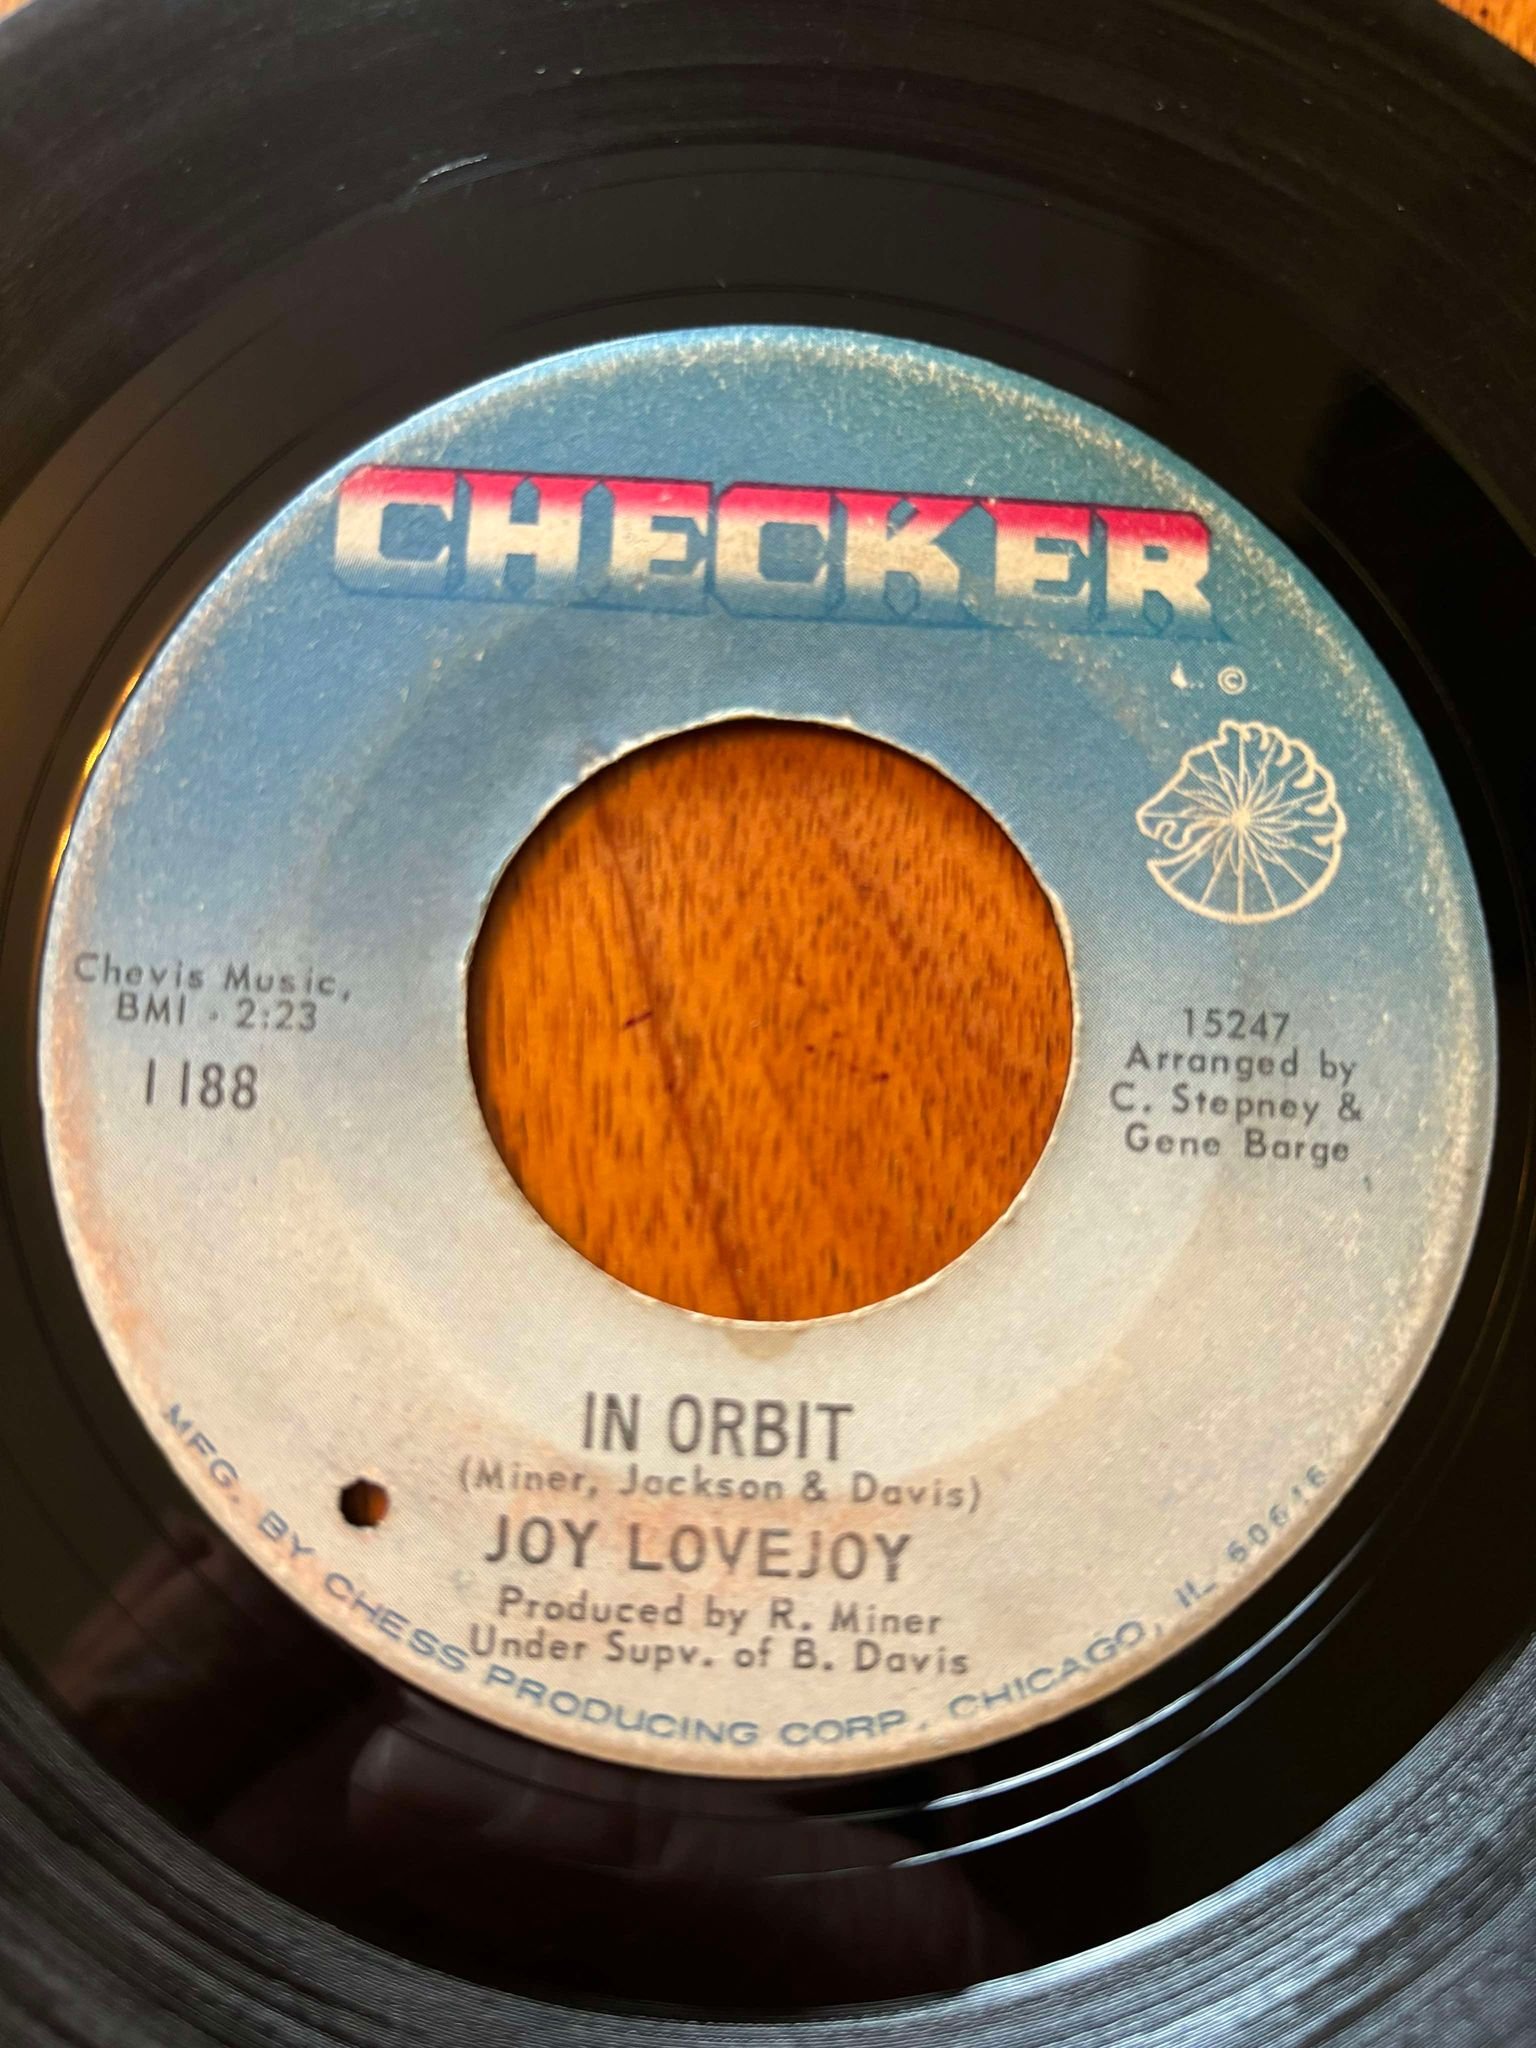 CHECKER
©
Chevis Music,
BMI - 2:23
1188
15247
Arranged by
C. Stepney &
Gene Barge
IN ORBIT
(Miner, Jackson & Davis)
JOY LOVEJOY
Produced by R. Miner
Under Supv. of B. Davis
MFG. BY CHESS PRODUCING CORP., CHICAGO, IL 60616